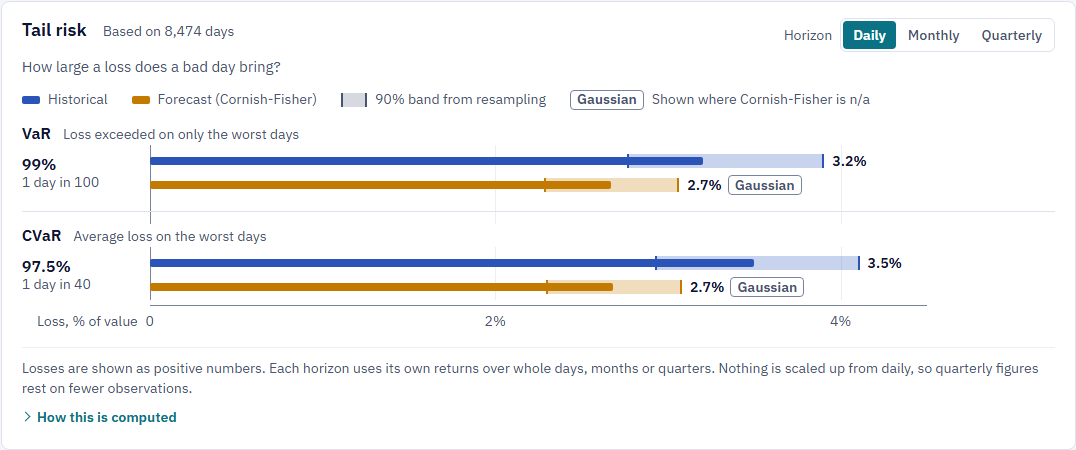 Tail risk Based on 8,474 days
Horizon Daily Monthly Quarterly
How large a loss does a bad day bring?
Historical Forecast (Cornish-Fisher) 90% band from resampling Gaussian Shown where Cornish-Fisher is n/a
VaR Loss exceeded on only the worst days
99%
1 day in 100
3.2%
2.7% Gaussian
CVaR Average loss on the worst days
97.5%
1 day in 40
3.5%
2.7% Gaussian
Loss, % of value 0 2% 4%
Losses are shown as positive numbers. Each horizon uses its own returns over whole days, months or quarters. Nothing is scaled up from daily, so quarterly figures
rest on fewer observations.
How this is computed